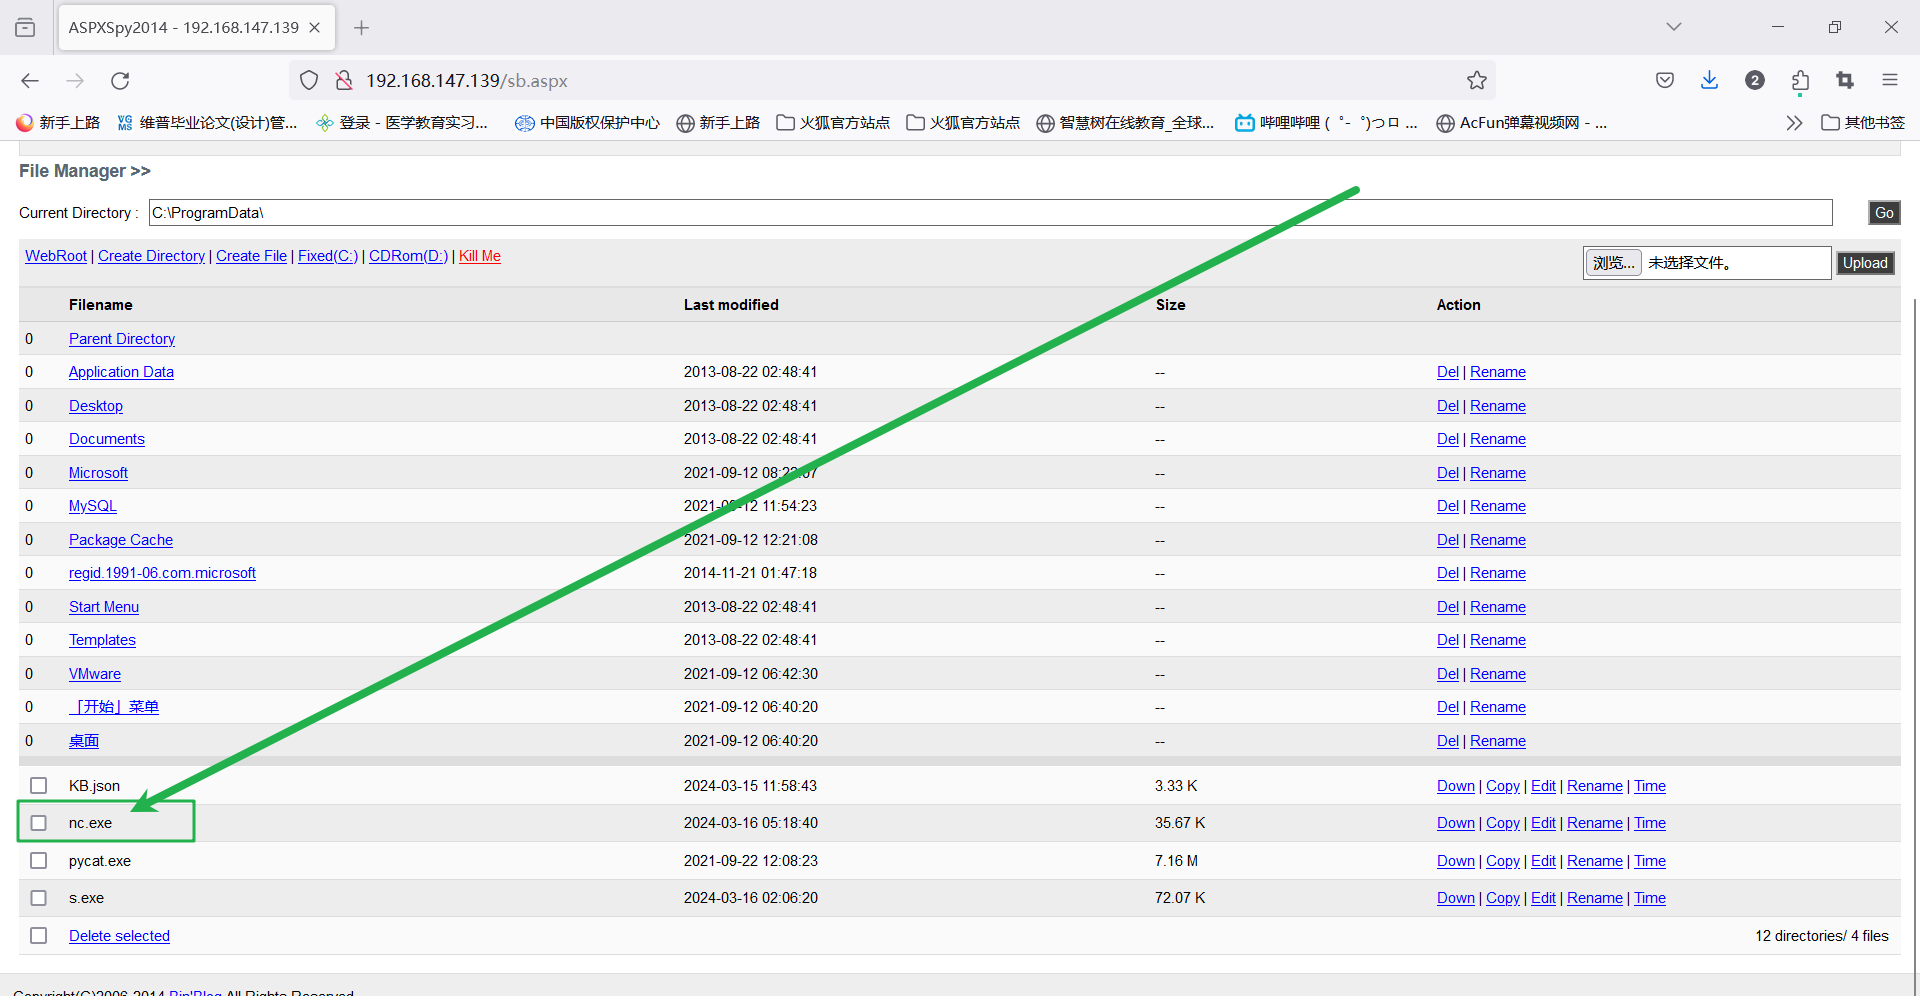 ASPXSpy2014 - 192.168.147.139
192.168.147.139/sb.aspx
2
新手上路 维普毕业论文(设计)管... 登录 - 医学教育实习... 中国版权保护中心 新手上路 火狐官方站点 火狐官方站点 智慧树在线教育_全球... 哔哩哔哩 ( ゜- ゜)つロ ... AcFun弹幕视频网 - ... 其他书签
File Manager >>
Current Directory : C:\ProgramData\ Go
WebRoot | Create Directory | Create File | Fixed(C:) | CDRom(D:) | Kill Me 浏览... 未选择文件。 Upload
Filename Last modified Size Action
0 Parent Directory
0 Application Data 2013-08-22 02:48:41 -- Del | Rename
0 Desktop 2013-08-22 02:48:41 -- Del | Rename
0 Documents 2013-08-22 02:48:41 -- Del | Rename
0 Microsoft 2021-09-12 -- Del | Rename
0 MySQL 2021-09-12 11:54:23 -- Del | Rename
0 Package Cache 2021-09-12 12:21:08 -- Del | Rename
0 regid.1991-06.com.microsoft 2014-11-21 01:47:18 -- Del | Rename
0 Start Menu 2013-08-22 02:48:41 -- Del | Rename
0 Templates 2013-08-22 02:48:41 -- Del | Rename
0 VMware 2021-09-12 06:42:30 -- Del | Rename
0 「开始」菜单 2021-09-12 06:40:20 -- Del | Rename
0 桌面 2021-09-12 06:40:20 -- Del | Rename
KB.json 2024-03-15 11:58:43 3.33 K Down | Copy | Edit | Rename | Time
nc.exe 2024-03-16 05:18:40 35.67 K Down | Copy | Edit | Rename | Time
pycat.exe 2021-09-22 12:08:23 7.16 M Down | Copy | Edit | Rename | Time
s.exe 2024-03-16 02:06:20 72.07 K Down | Copy | Edit | Rename | Time
Delete selected 12 directories/ 4 files
Copyright(C)2006-2014 Bin'Blog All Rights Reserved.